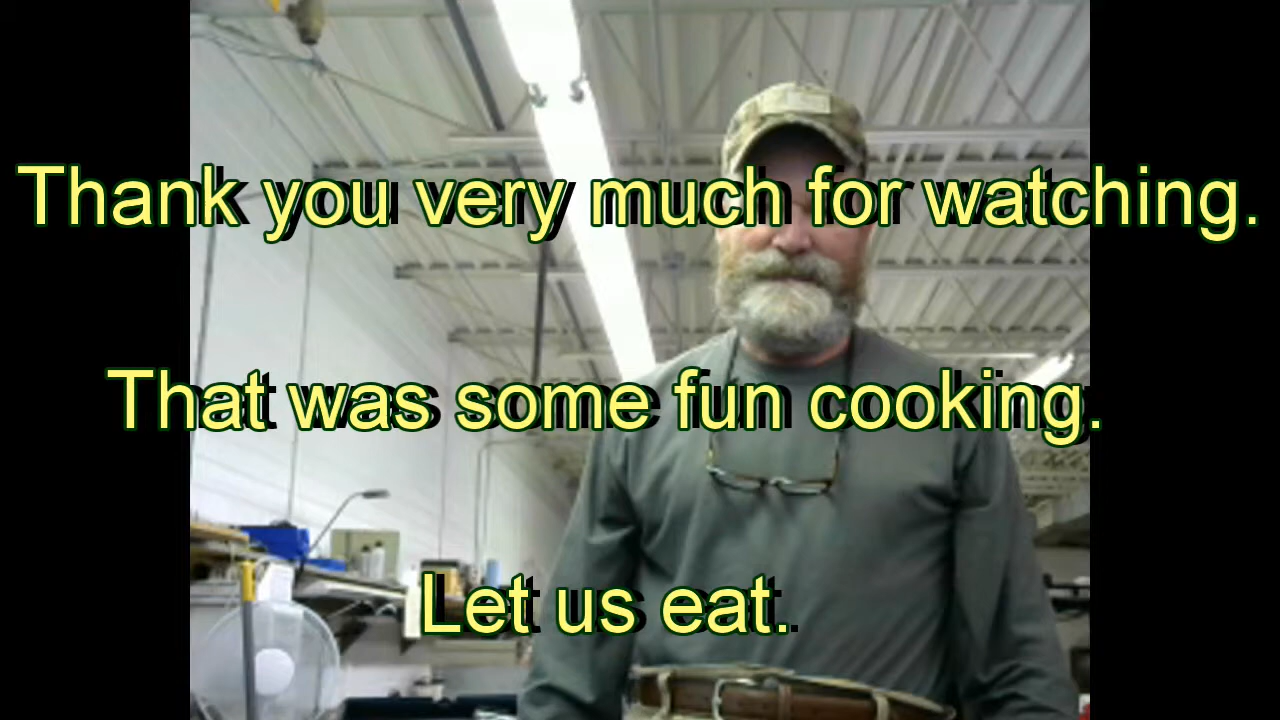 Thank you very much for watching.
That was some fun cooking.
Let us eat.